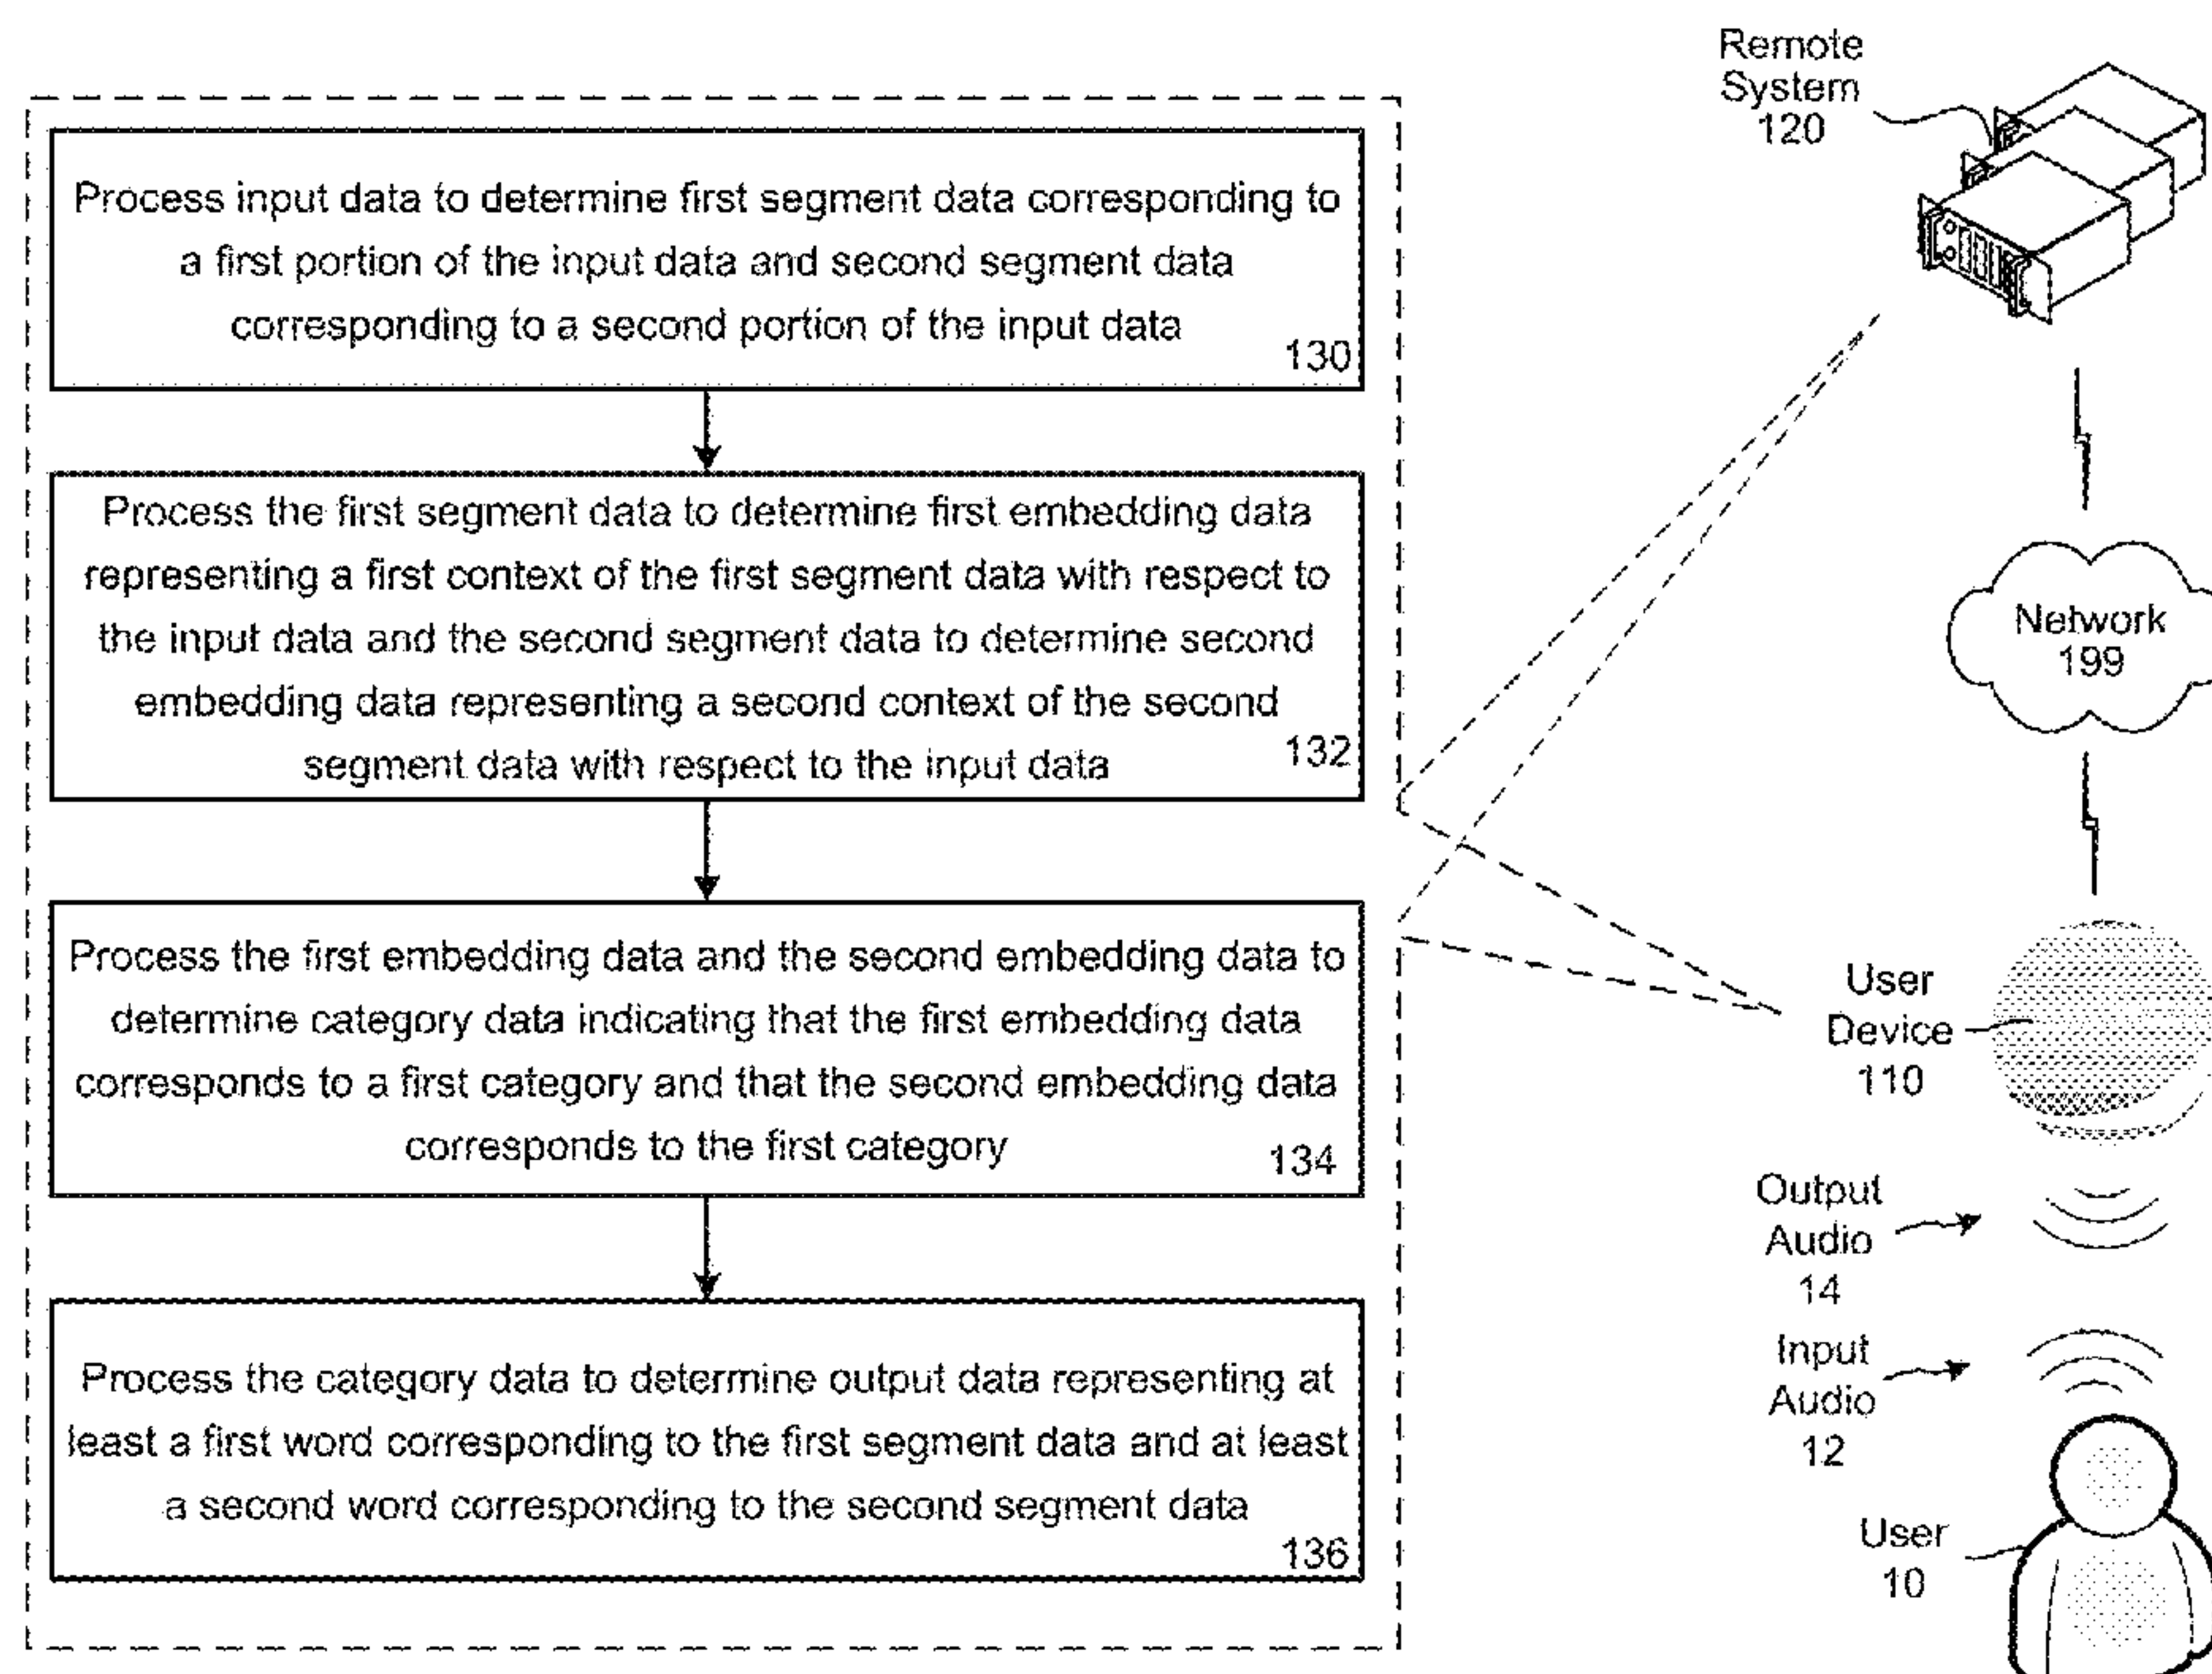 Process input data to determine first segment data corresponding to
a first portion of the input data and second segment data
corresponding to a second portion of the input data
130
Process the first segment data to determine first embedding data
representing a first context of the first segment data with respect to
the input data and the second segment data to determine second
embedding data representing a second context of the second
segment data with respect to the input data
132
Process the first embedding data and the second embedding data to
determine category data indicating that the first embedding data
corresponds to a first category and that the second embedding data
corresponds to the first category
134
Process the category data to determine output data representing at
least a first word corresponding to the first segment data and at least
a second word corresponding to the second segment data
136
Remote
System
120
Network
199
User
Device
110
Output
Audio
14
Input
Audio
12
User
10